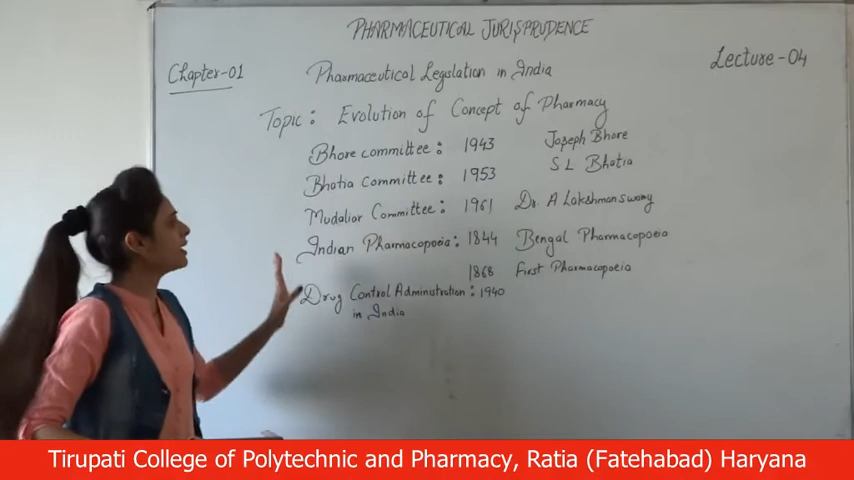 PHARMACEUTICAL JURISPRUDENCE
Chapter-01
Pharmaceutical Legislation in India
Lecture-04
Topic: Evolution of Concept of Pharmacy
Bhore committee: 1943 Joseph Bhore
Bhatia Committee: 1953 S L Bhatia
Mudaliar Committee: 1961 Dr. A Lakshmanswamy
Indian Pharmacopoeia: 1844 Bengal Pharmacopoeia
1868 First Pharmacopoeia
Drug Control Administration: 1940
in India
Tirupati College of Polytechnic and Pharmacy, Ratia (Fatehabad) Haryana